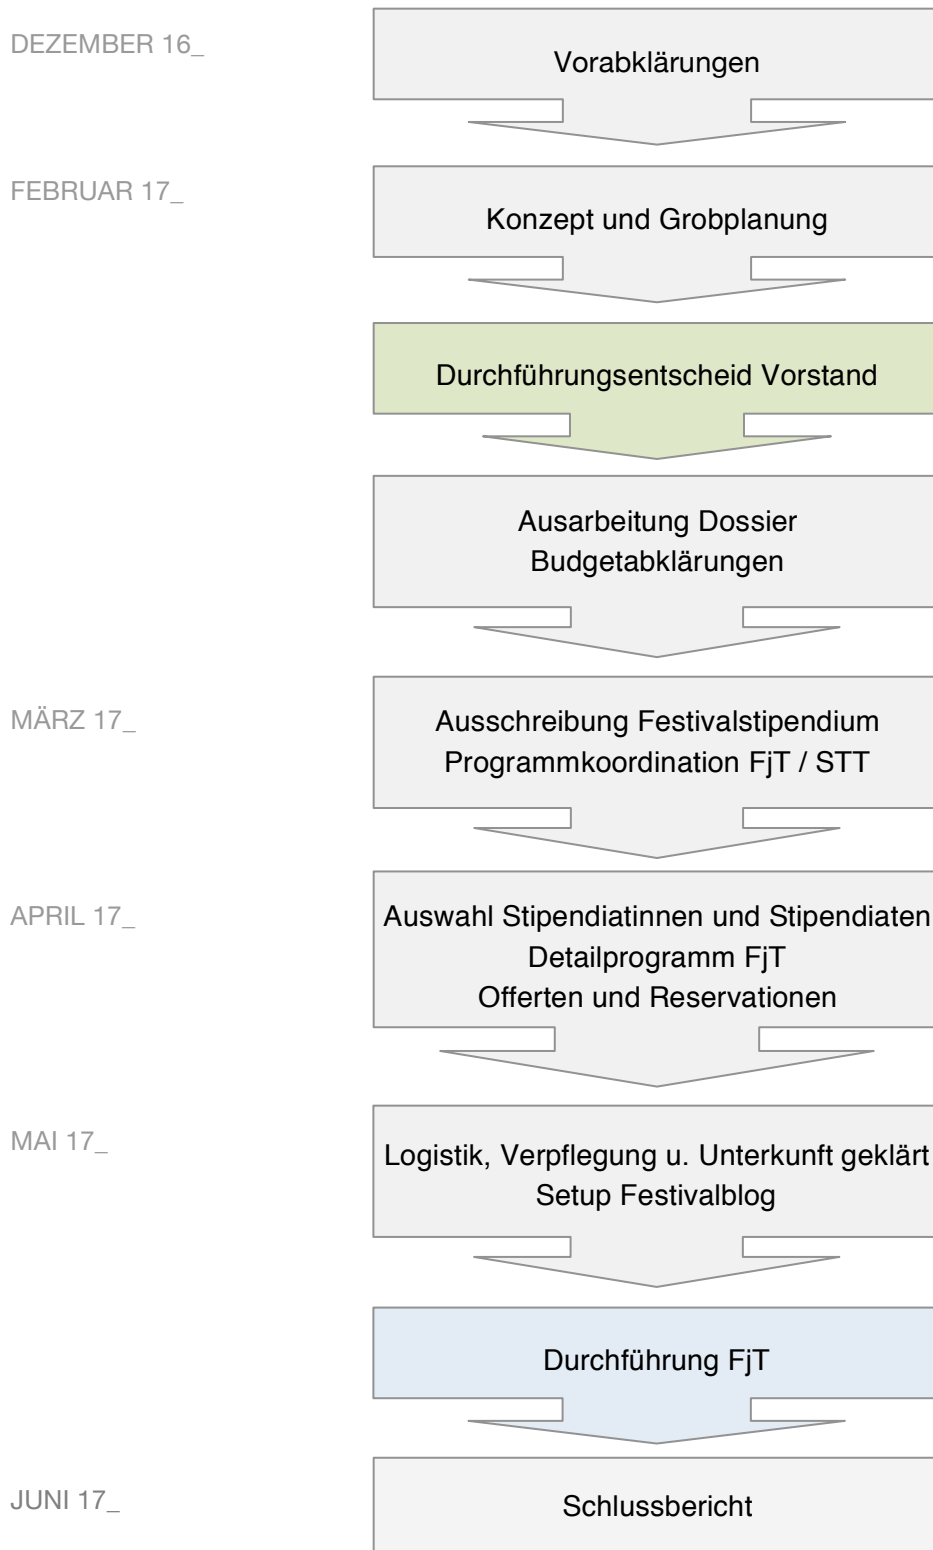 DEZEMBER 16_
Vorabklärungen
FEBRUAR 17_
Konzept und Grobplanung
Durchführungsentscheid Vorstand
Ausarbeitung Dossier
Budgetabklärungen
MÄRZ 17_
Ausschreibung Festivalstipendium
Programmkoordination FjT / STT
APRIL 17_
Auswahl Stipendiatinnen und Stipendiaten
Detailprogramm FjT
Offerten und Reservationen
MAI 17_
Logistik, Verpflegung u. Unterkunft geklärt
Setup Festivalblog
Durchführung FjT
JUNI 17_
Schlussbericht